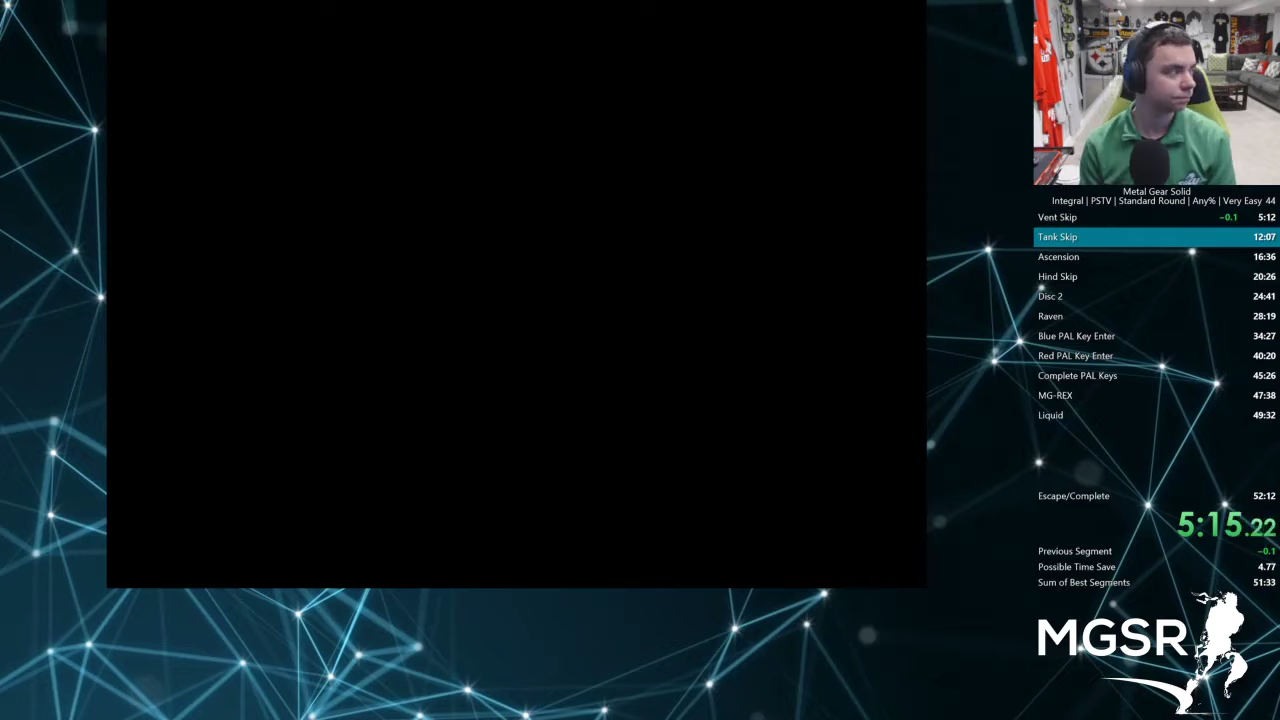 Metal Gear Solid
Integral | PSTV | Standard Round | Any% | Very Easy 44
Vent Skip −0.1 5:12
Tank Skip 12:07
Ascension 16:36
Hind Skip 20:26
Disc 2 24:41
Raven 28:19
Blue PAL Key Enter 34:27
Red PAL Key Enter 40:20
Complete PAL Keys 45:26
MG-REX 47:38
Liquid 49:32
Escape/Complete 52:12
5:15.22
Previous Segment −0.1
Possible Time Save 4.77
Sum of Best Segments 51:33
MGSR